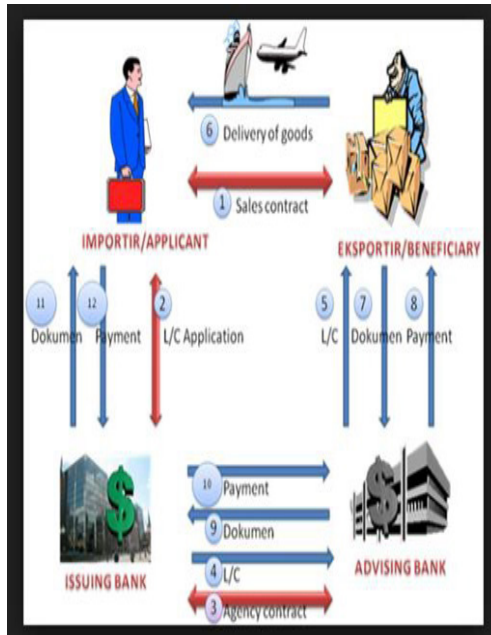 6 Delivery of goods
1 Sales contract
IMPORTIR/APPLICANT
EKSPORTIR/BENEFICIARY
11 12 2 5 7 8
Dokumen Payment L/C Application L/C Dokumen Payment
$ $
10 Payment
9 Dokumen
4 L/C
3 Agency contract
ISSUING BANK
ADVISING BANK